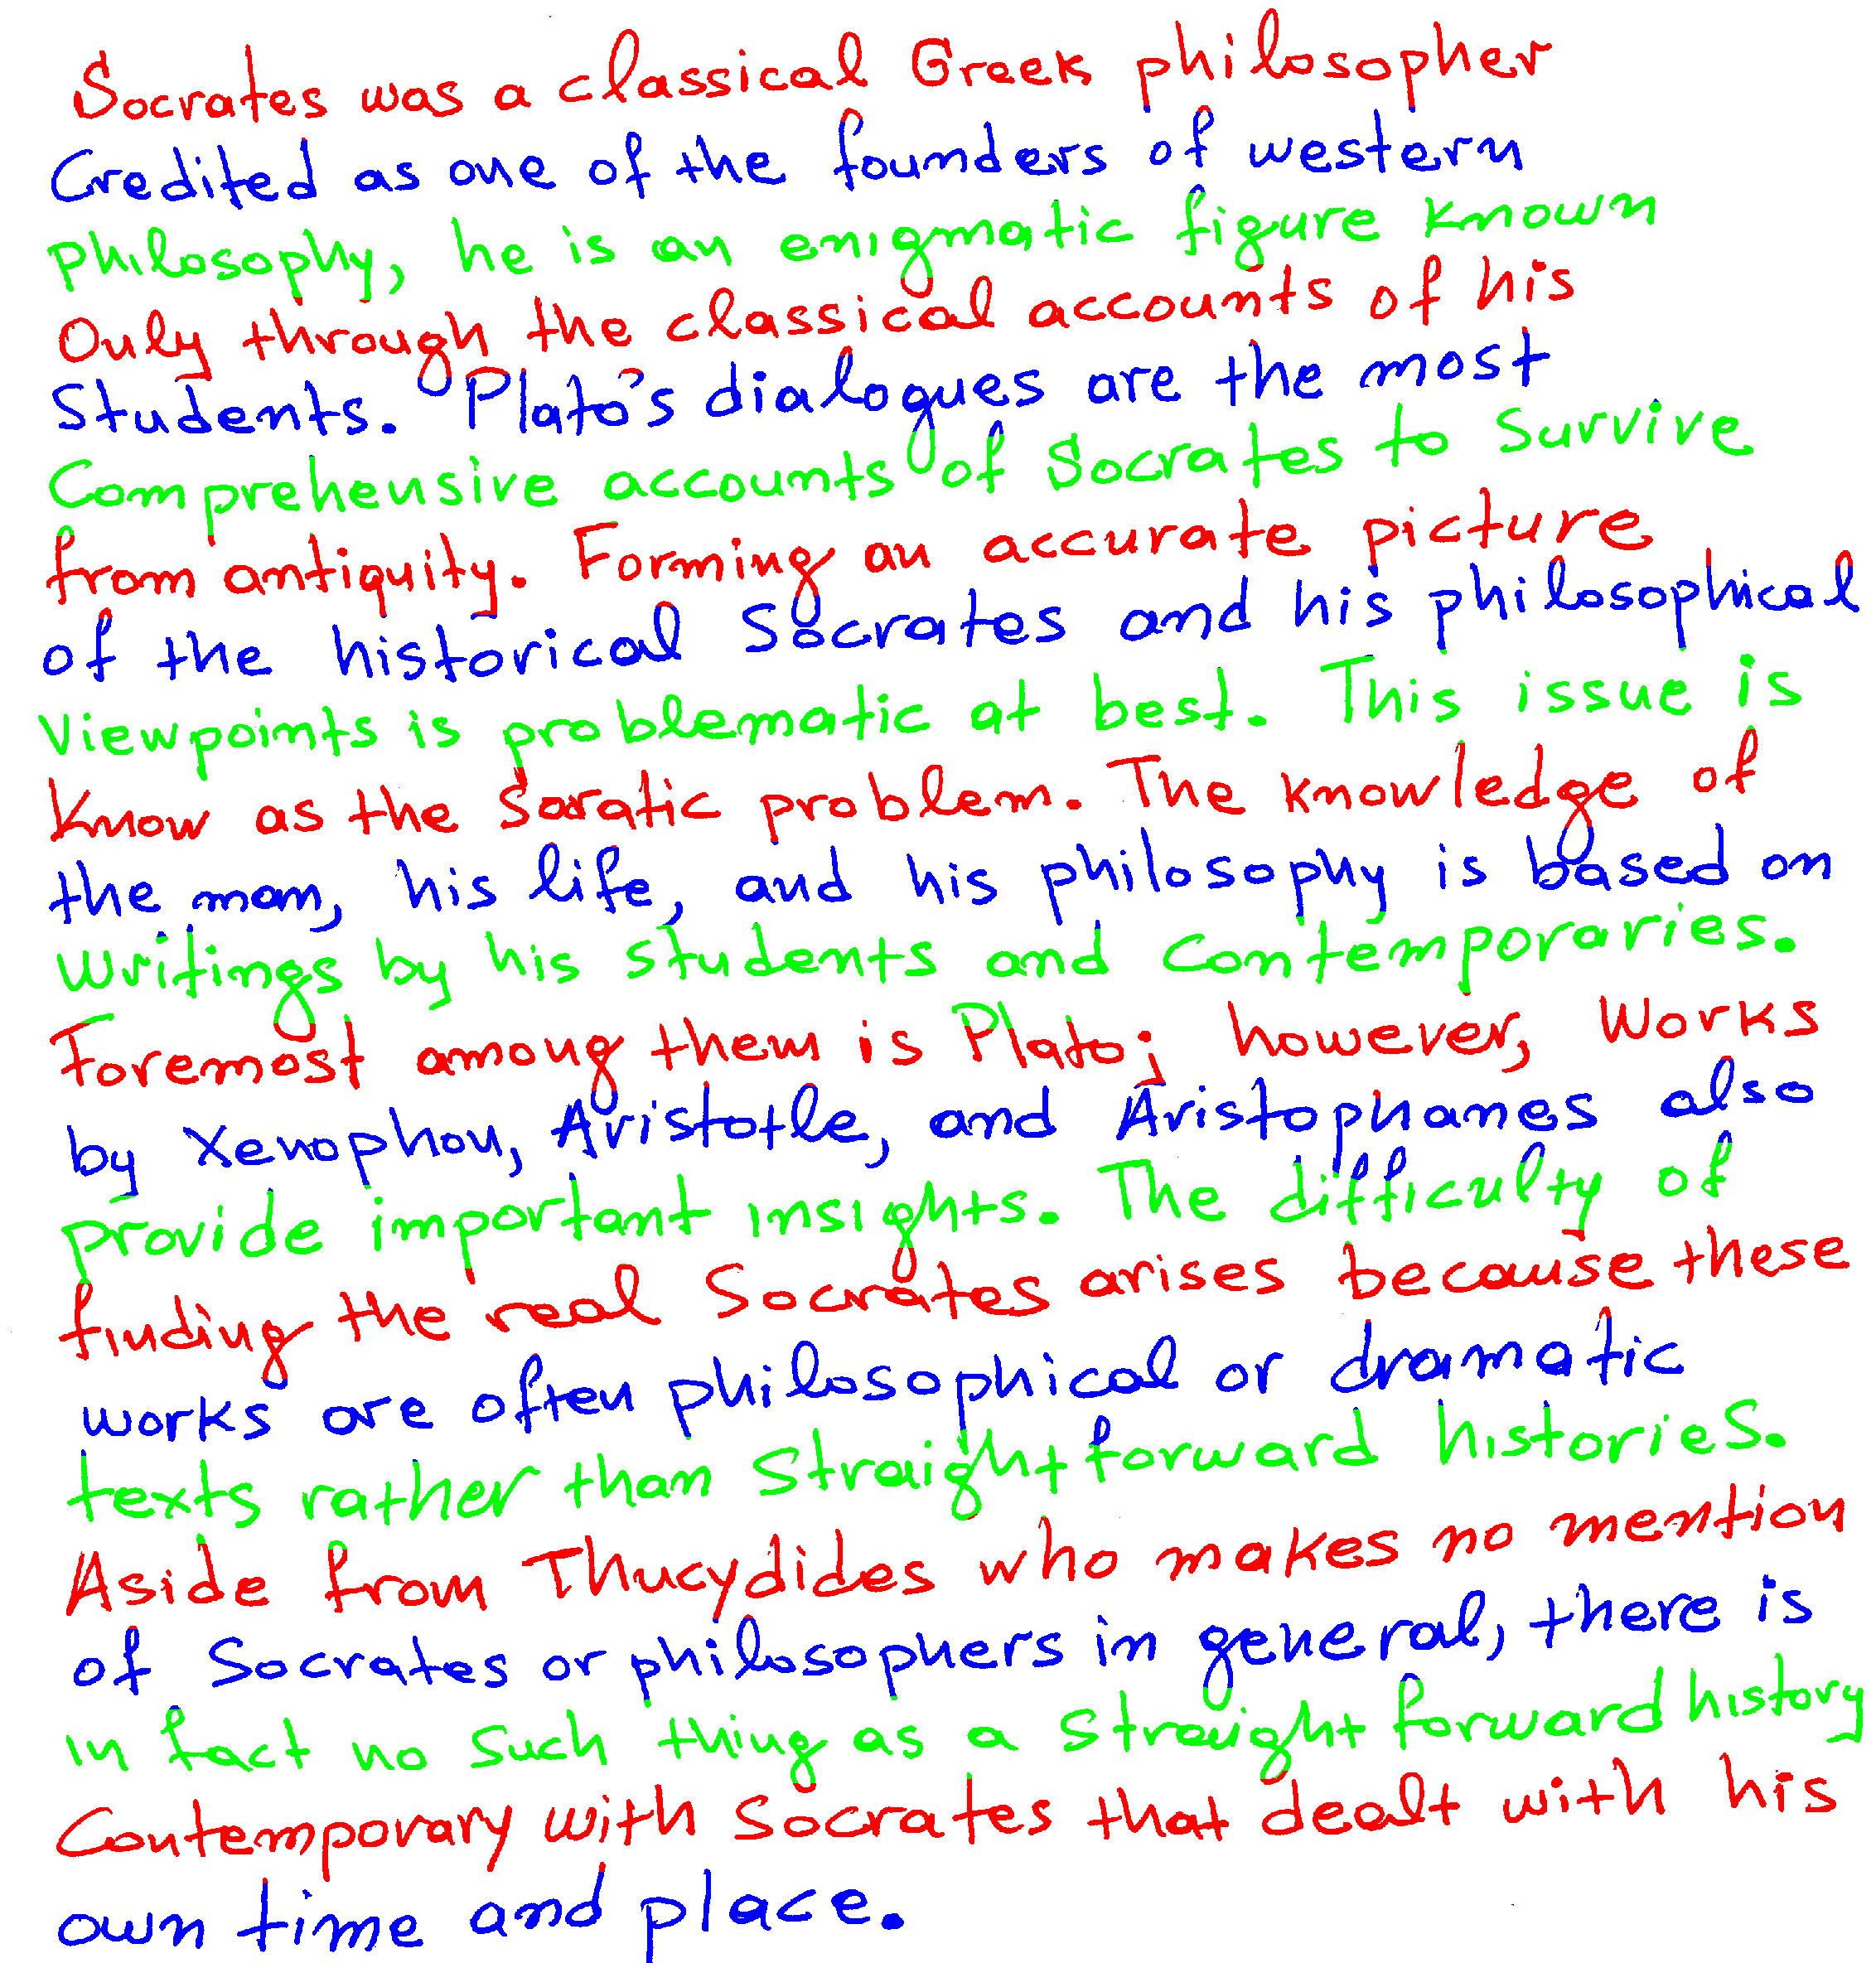 Socrates was a classical Greek philosopher
Credited as one of the founders of western
philosophy, he is an enigmatic figure known
Only through the classical accounts of his
Students. Plato's dialogues are the most
Comprehensive accounts of Socrates to survive
from antiquity. Forming an accurate picture
of the historical Socrates and his philosophical
viewpoints is problematic at best. This issue is
know as the Soratic problem. The knowledge of
the man, his life, and his philosophy is based on
writings by his students and contemporaries.
Foremost among them is Plato; however, works
by Xenophon, Aristotle, and Aristophanes also
provide important insights. The difficulty of
finding the real Socrates arises because these
works are often philosophical or dramatic
texts rather than straightforward histories.
Aside from Thucydides who makes no mention
of Socrates or philosophers in general, there is
in fact no such thing as a straight forward history
Contemporary with Socrates that dealt with his
own time and place.